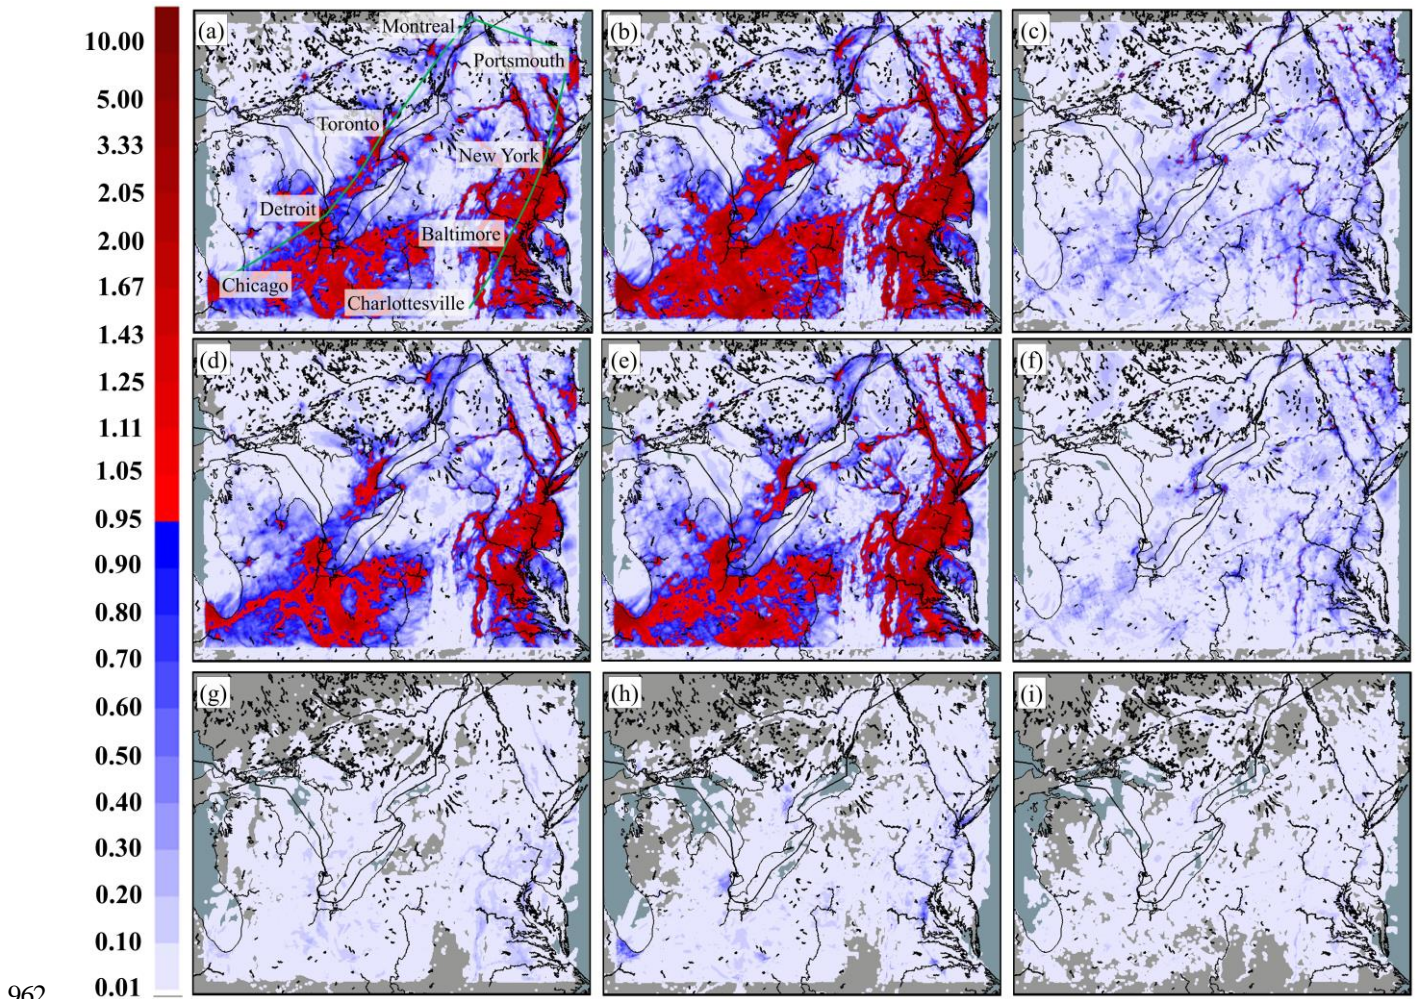 10.00
5.00
3.33
2.05
2.00
1.67
1.43
1.25
1.11
1.05
0.95
0.90
0.80
0.70
0.60
0.50
0.40
0.30
0.20
0.10
0.01
(a)
Montreal
Portsmouth
Toronto
New York
Detroit
Baltimore
Chicago
Charlottesville
(b)
(c)
(d)
(e)
(f)
(g)
(h)
(i)
962